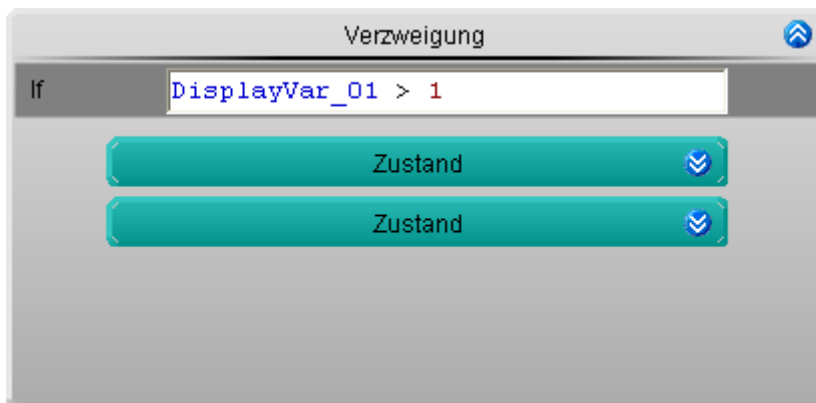 Verzweigung
If DisplayVar_01 > 1
Zustand
Zustand